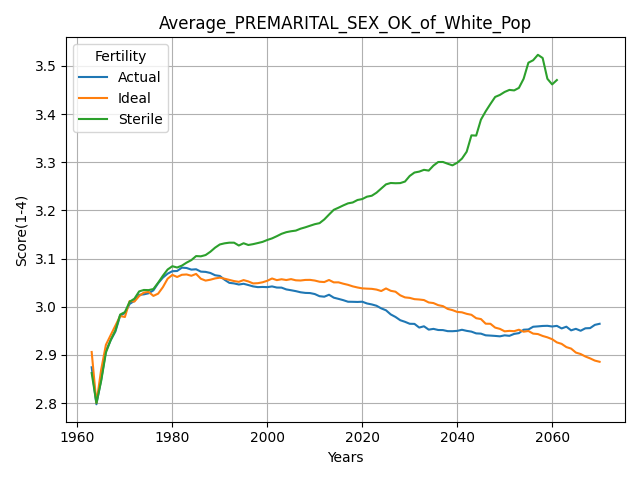 Average_PREMARITAL_SEX_OK_of_White_Pop
Fertility
Actual
Ideal
Sterile
Score(1-4)
3.5
3.4
3.3
3.2
3.1
3.0
2.9
2.8
1960 1980 2000 2020 2040 2060
Years